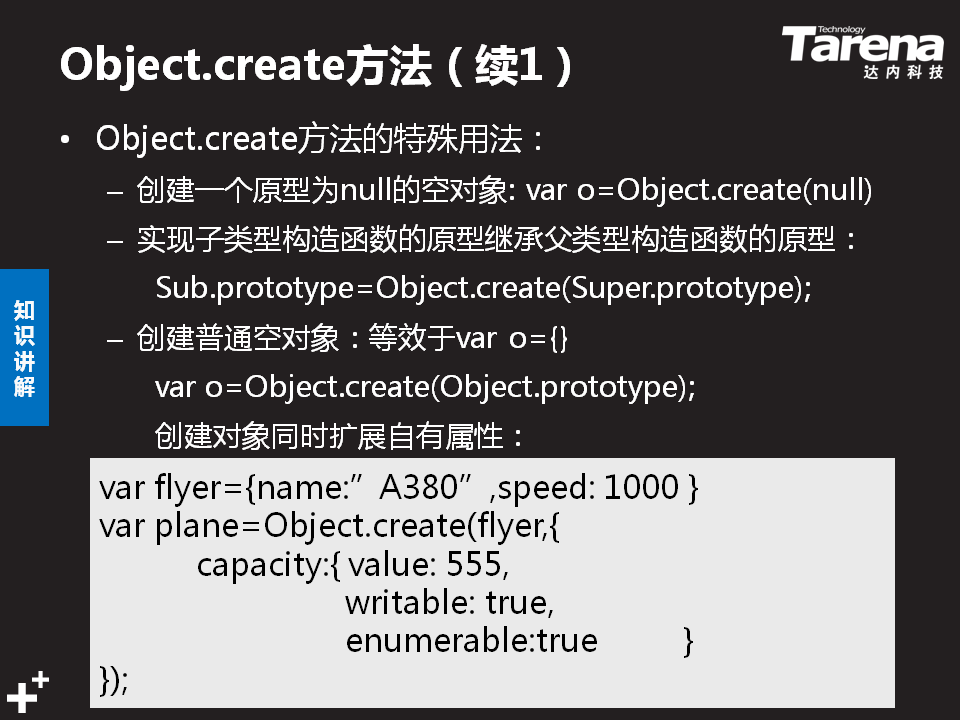 Object.create方法（续1）
Technology
Tarena
达内科技
• Object.create方法的特殊用法：
– 创建一个原型为null的空对象: var o=Object.create(null)
– 实现子类型构造函数的原型继承父类型构造函数的原型：
Sub.prototype=Object.create(Super.prototype);
– 创建普通空对象：等效于var o={}
var o=Object.create(Object.prototype);
创建对象同时扩展自有属性：
知识讲解
var flyer={name:”A380”,speed: 1000 }
var plane=Object.create(flyer,{
capacity:{ value: 555,
writable: true,
enumerable:true }
});